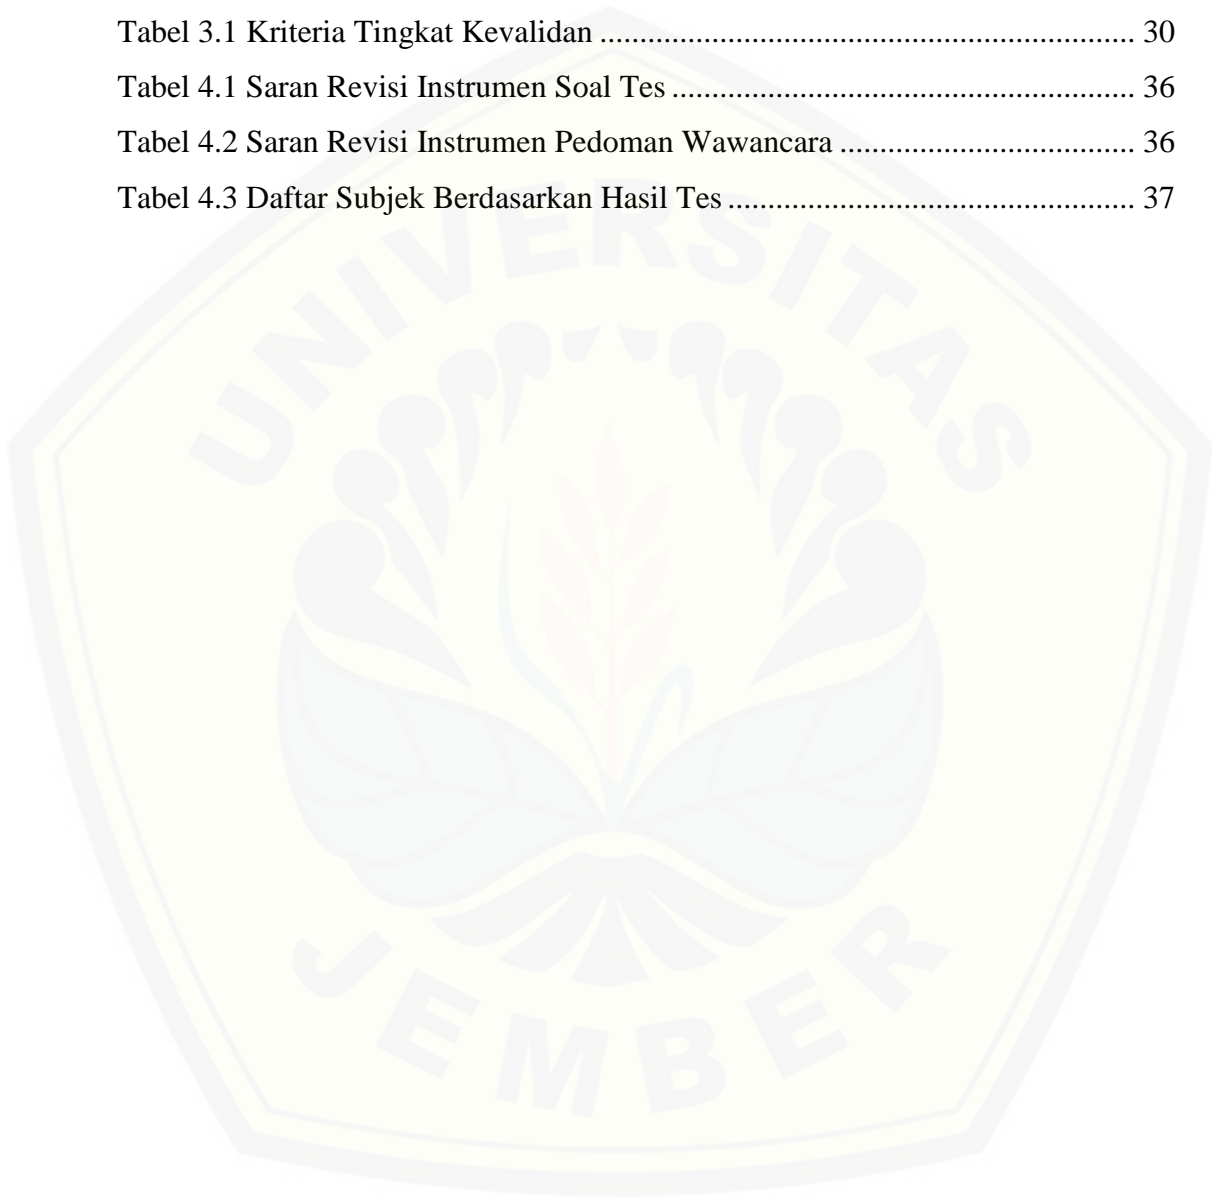 Tabel 3.1 Kriteria Tingkat Kevalidan ................................................................................ 30
Tabel 4.1 Saran Revisi Instrumen Soal Tes ..................................................................... 36
Tabel 4.2 Saran Revisi Instrumen Pedoman Wawancara ............................................ 36
Tabel 4.3 Daftar Subjek Berdasarkan Hasil Tes ............................................................. 37
UNIVERSITAS
JEMBER